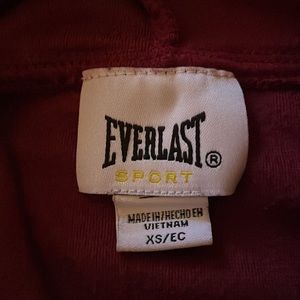 EVERLAST®
SPORT
MADE IN/HECHO EN
VIETNAM
XS/EC